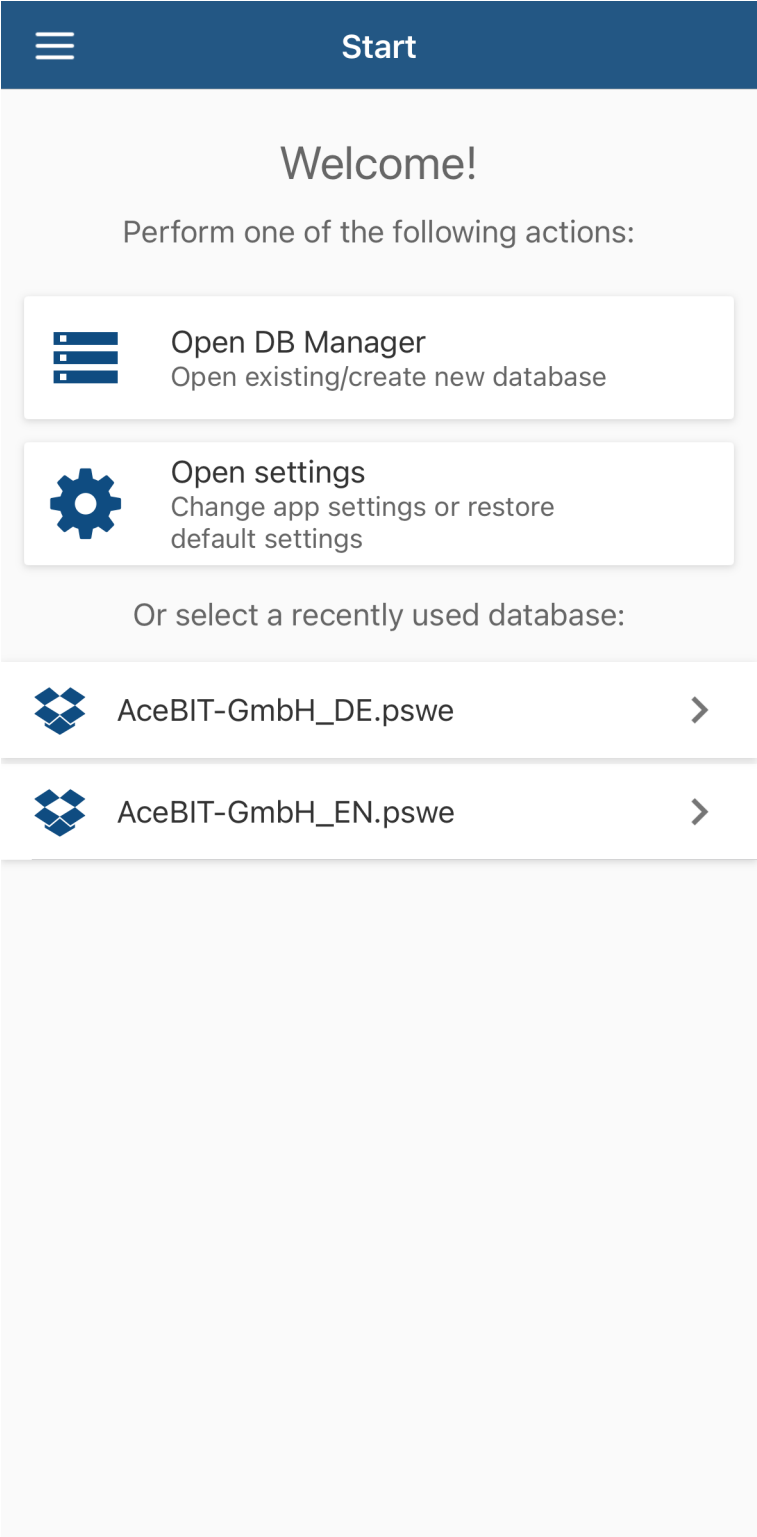 Start
Welcome!
Perform one of the following actions:
Open DB Manager
Open existing/create new database
Open settings
Change app settings or restore
default settings
Or select a recently used database:
AceBIT-GmbH_DE.pswe
AceBIT-GmbH_EN.pswe